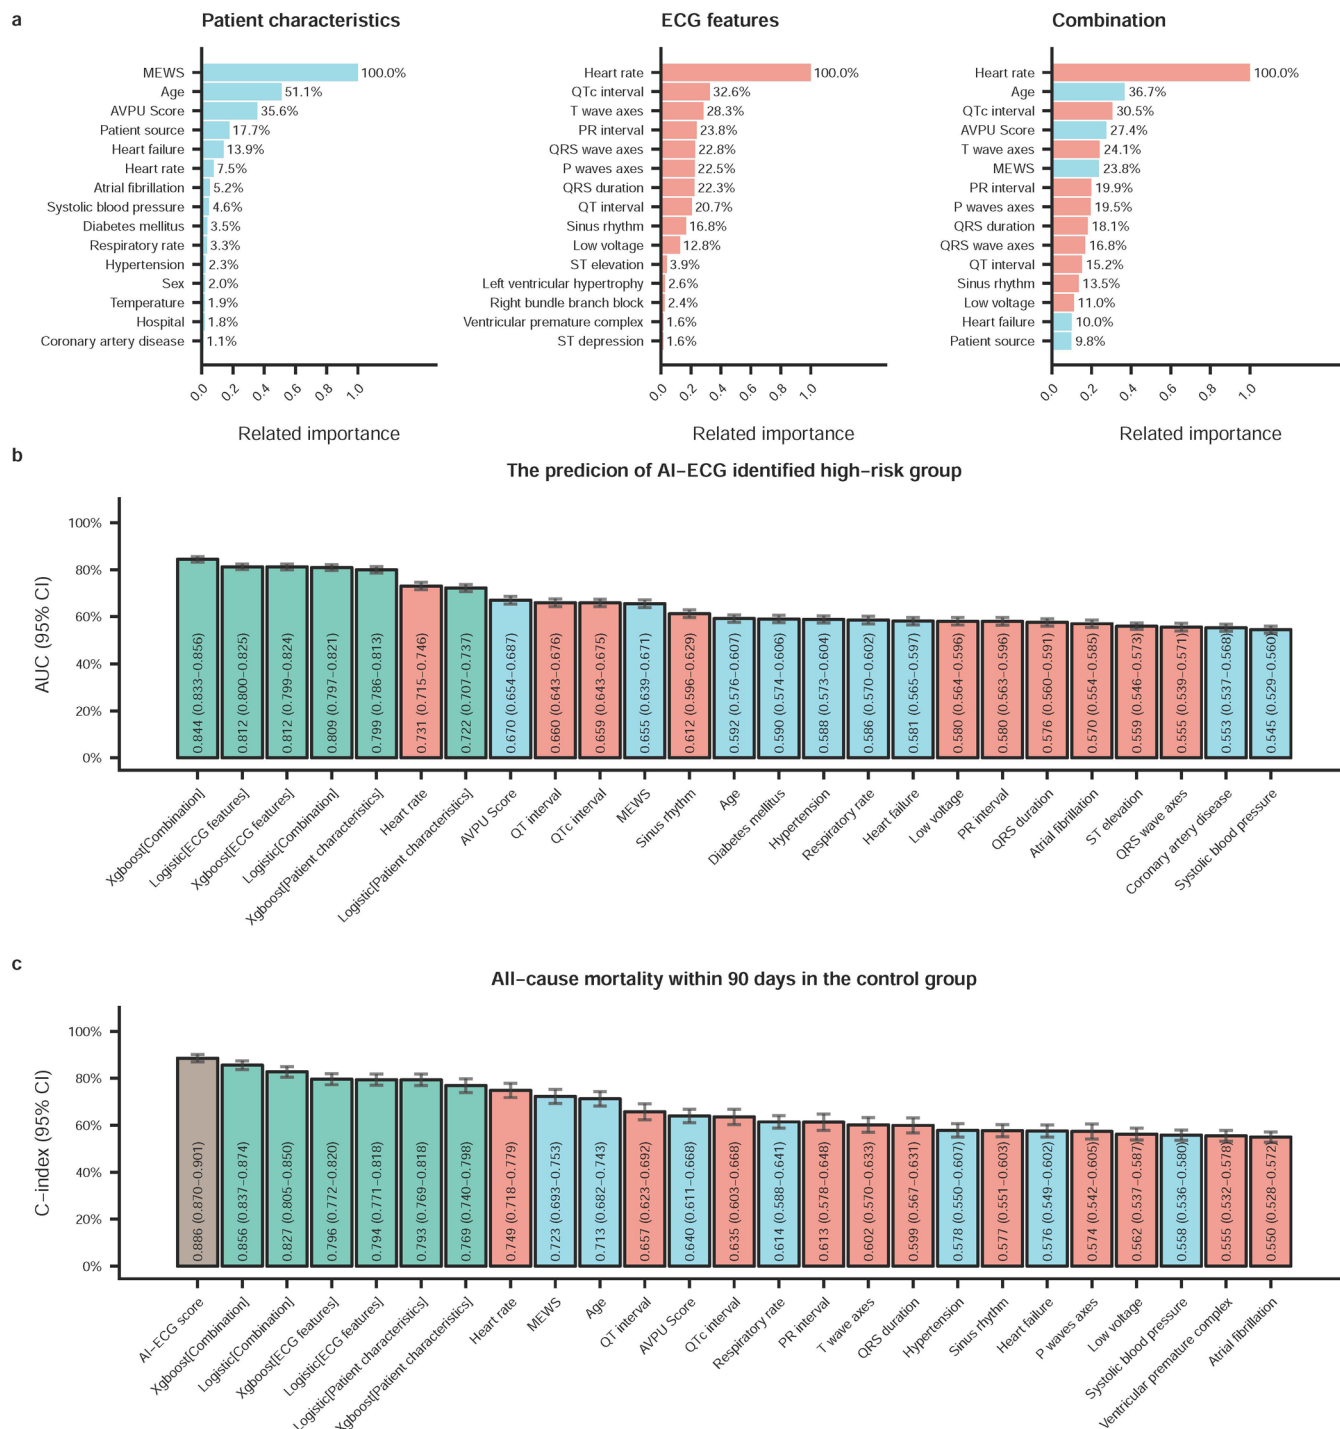 a
Patient characteristics
MEWS 100.0%
Age 51.1%
AVPU Score 35.6%
Patient source 17.7%
Heart failure 13.9%
Heart rate 7.5%
Atrial fibrillation 5.2%
Systolic blood pressure 4.6%
Diabetes mellitus 3.5%
Respiratory rate 3.3%
Hypertension 2.3%
Sex 2.0%
Temperature 1.9%
Hospital 1.8%
Coronary artery disease 1.1%
0.0 0.2 0.4 0.6 0.8 1.0
Related importance
ECG features
Heart rate 100.0%
QTc interval 32.6%
T wave axes 28.3%
PR interval 23.8%
QRS wave axes 22.8%
P waves axes 22.5%
QRS duration 22.3%
QT interval 20.7%
Sinus rhythm 16.8%
Low voltage 12.8%
ST elevation 3.9%
Left ventricular hypertrophy 2.6%
Right bundle branch block 2.4%
Ventricular premature complex 1.6%
ST depression 1.6%
0.0 0.2 0.4 0.6 0.8 1.0
Related importance
Combination
Heart rate 100.0%
Age 36.7%
QTc interval 30.5%
AVPU Score 27.4%
T wave axes 24.1%
MEWS 23.8%
PR interval 19.9%
P waves axes 19.5%
QRS duration 18.1%
QRS wave axes 16.8%
QT interval 15.2%
Sinus rhythm 13.5%
Low voltage 11.0%
Heart failure 10.0%
Patient source 9.8%
0.0 0.2 0.4 0.6 0.8 1.0
Related importance
b
The predicion of AI−ECG identified high−risk group
AUC (95% CI)
100%
80%
60%
40%
20%
0%
0.844 (0.833−0.856)
0.812 (0.800−0.825)
0.812 (0.799−0.824)
0.809 (0.797−0.821)
0.799 (0.786−0.813)
0.731 (0.715−0.746)
0.722 (0.707−0.737)
0.670 (0.654−0.687)
0.660 (0.643−0.676)
0.659 (0.643−0.675)
0.655 (0.639−0.671)
0.612 (0.596−0.629)
0.592 (0.576−0.607)
0.590 (0.574−0.606)
0.588 (0.573−0.604)
0.586 (0.570−0.602)
0.581 (0.565−0.597)
0.580 (0.564−0.596)
0.580 (0.563−0.596)
0.576 (0.560−0.591)
0.570 (0.554−0.585)
0.559 (0.546−0.573)
0.555 (0.539−0.571)
0.553 (0.537−0.568)
0.545 (0.529−0.560)
Xgboost[Combination]
Logistic[ECG features]
Xgboost[ECG features]
Logistic[Combination]
Xgboost[Patient characteristics]
Heart rate
Logistic[Patient characteristics]
AVPU Score
QT interval
QTc interval
MEWS
Sinus rhythm
Age
Diabetes mellitus
Hypertension
Respiratory rate
Heart failure
Low voltage
PR interval
QRS duration
Atrial fibrillation
ST elevation
QRS wave axes
Coronary artery disease
Systolic blood pressure
c
All−cause mortality within 90 days in the control group
C−index (95% CI)
100%
80%
60%
40%
20%
0%
0.886 (0.870−0.901)
0.856 (0.837−0.874)
0.827 (0.805−0.850)
0.796 (0.772−0.820)
0.794 (0.771−0.818)
0.793 (0.769−0.818)
0.769 (0.740−0.798)
0.749 (0.718−0.779)
0.723 (0.693−0.753)
0.713 (0.682−0.743)
0.657 (0.623−0.692)
0.640 (0.611−0.668)
0.635 (0.603−0.668)
0.614 (0.588−0.641)
0.613 (0.578−0.648)
0.602 (0.570−0.633)
0.599 (0.567−0.631)
0.578 (0.550−0.607)
0.577 (0.551−0.603)
0.576 (0.549−0.602)
0.574 (0.542−0.605)
0.562 (0.537−0.587)
0.558 (0.536−0.580)
0.555 (0.532−0.578)
0.550 (0.528−0.572)
AI−ECG score
Xgboost[Combination]
Logistic[Combination]
Xgboost[ECG features]
Logistic[ECG features]
Logistic[Patient characteristics]
Xgboost[Patient characteristics]
Heart rate
MEWS
Age
QT interval
AVPU Score
QTc interval
Respiratory rate
PR interval
T wave axes
QRS duration
Hypertension
Sinus rhythm
Heart failure
P waves axes
Low voltage
Systolic blood pressure
Ventricular premature complex
Atrial fibrillation